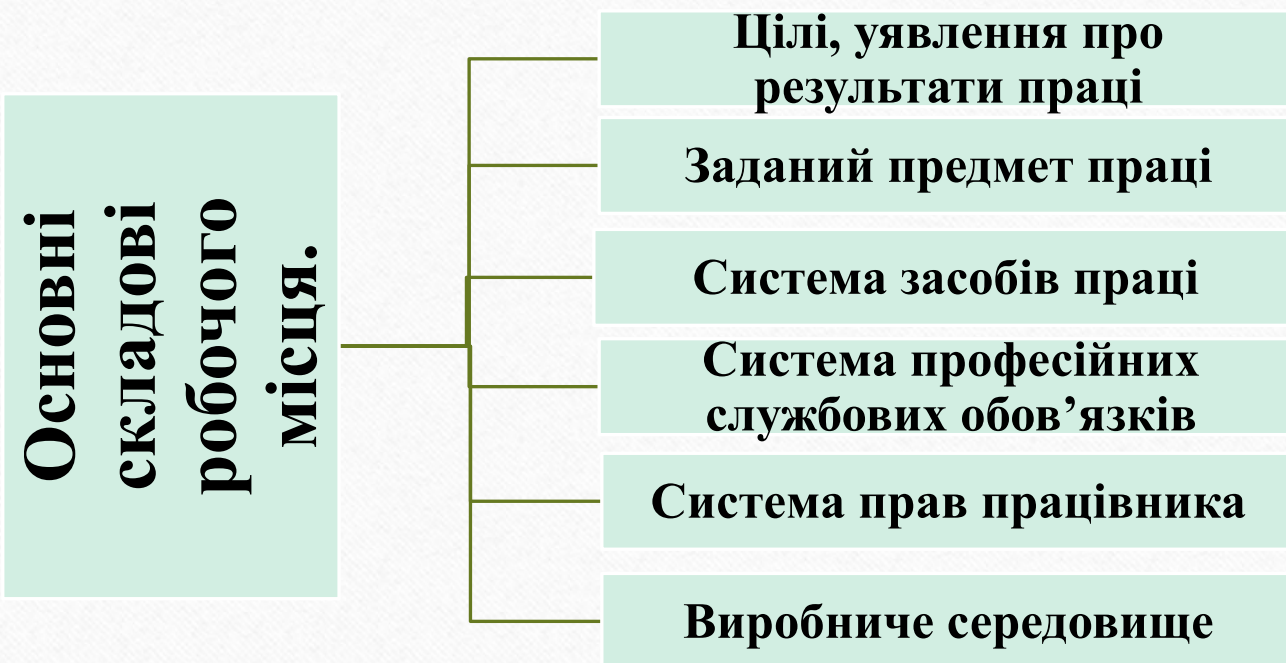 Основні
складові
робочого
місця.
Цілі, уявлення про
результати праці
Заданий предмет праці
Система засобів праці
Система професійних
службових обов’язків
Система прав працівника
Виробниче середовище